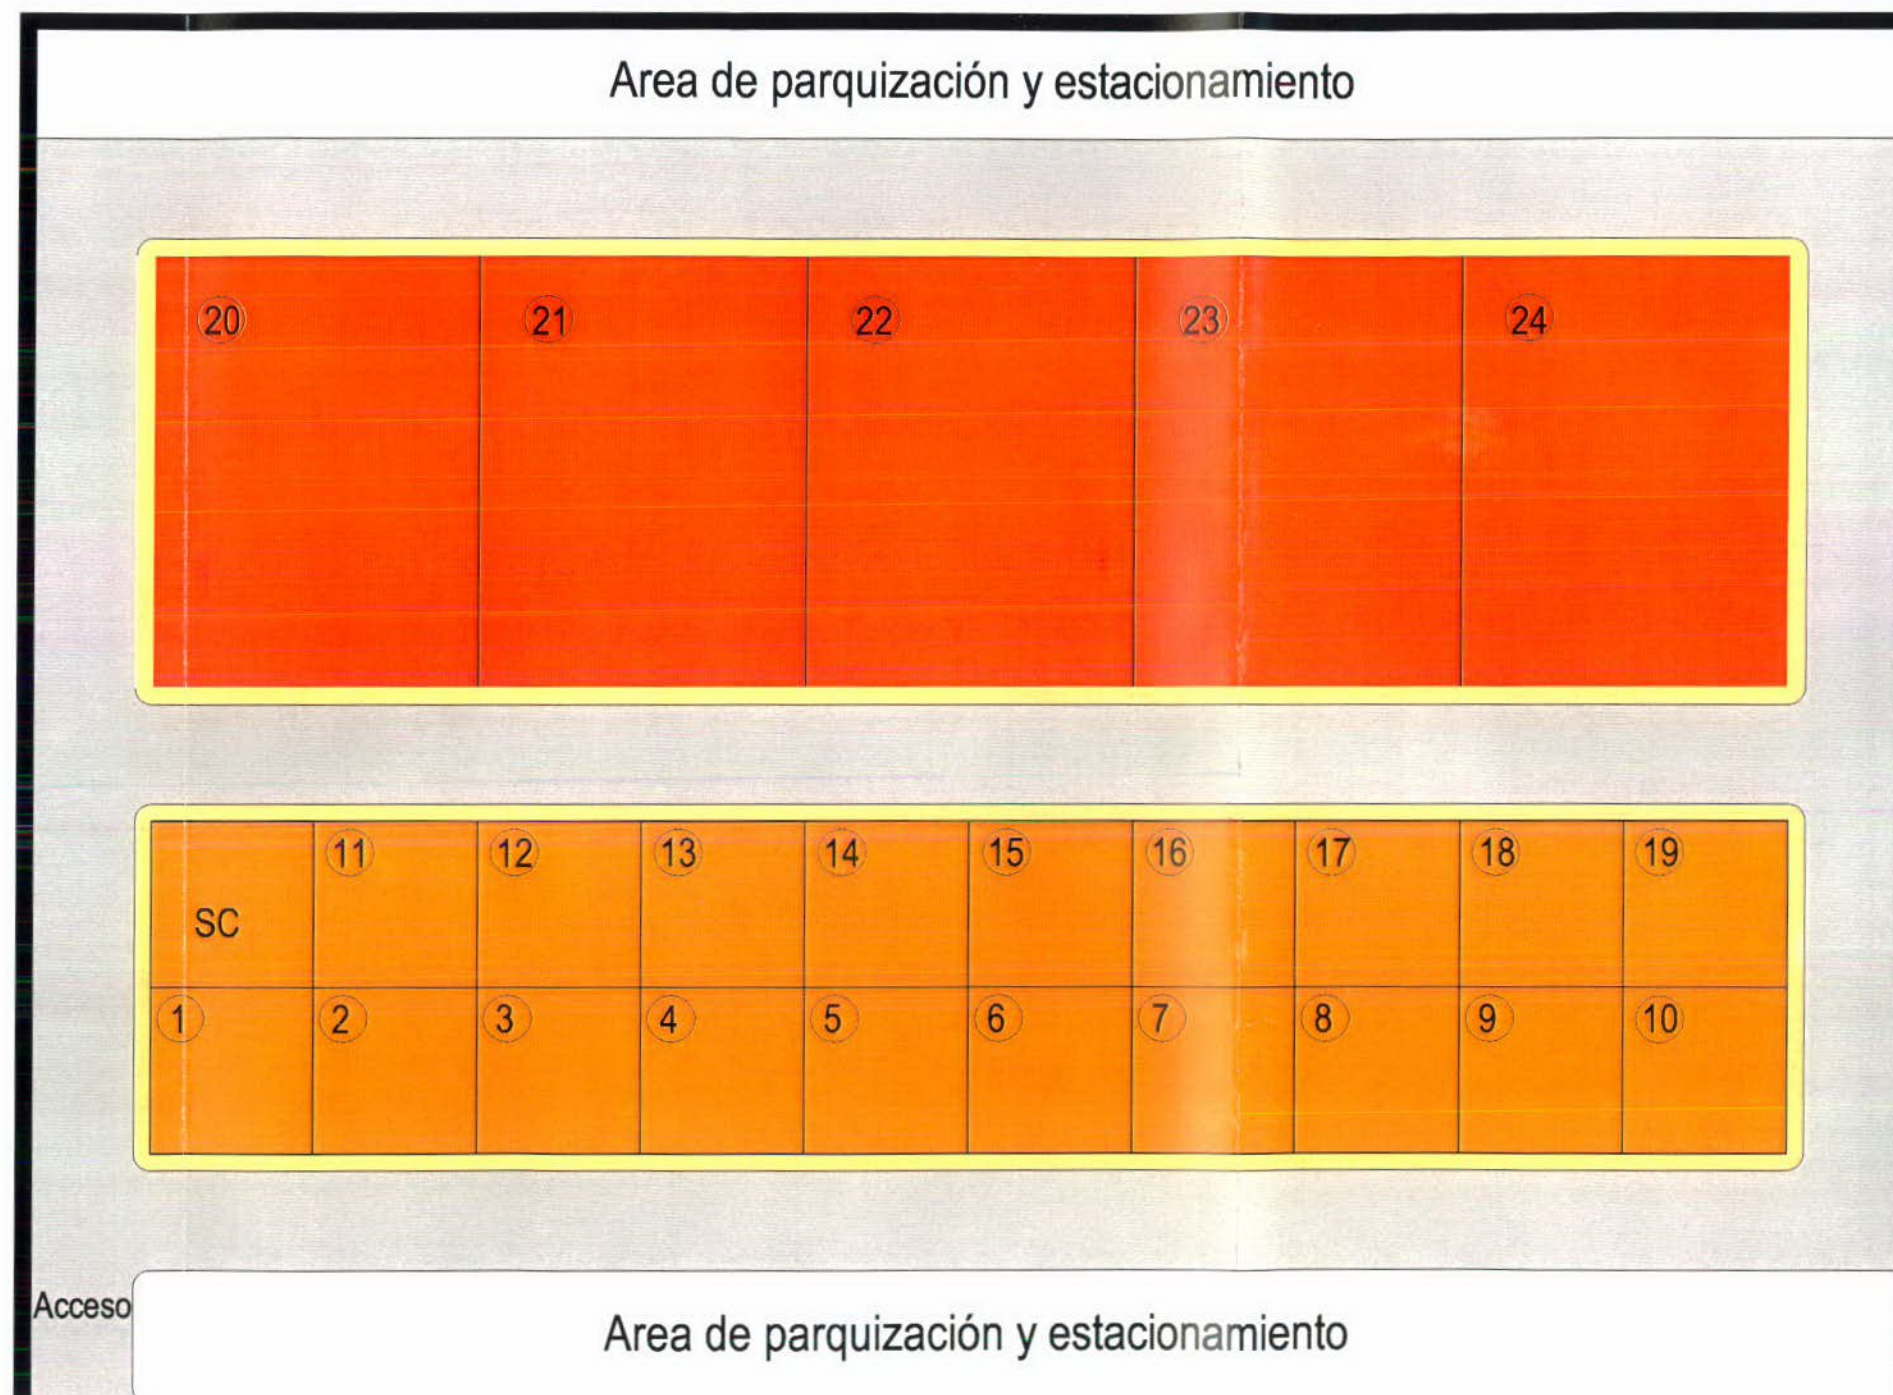 Area de parquización y estacionamiento
20 21 22 23 24
11 12 13 14 15 16 17 18 19
SC
1 2 3 4 5 6 7 8 9 10
Acceso
Area de parquización y estacionamiento